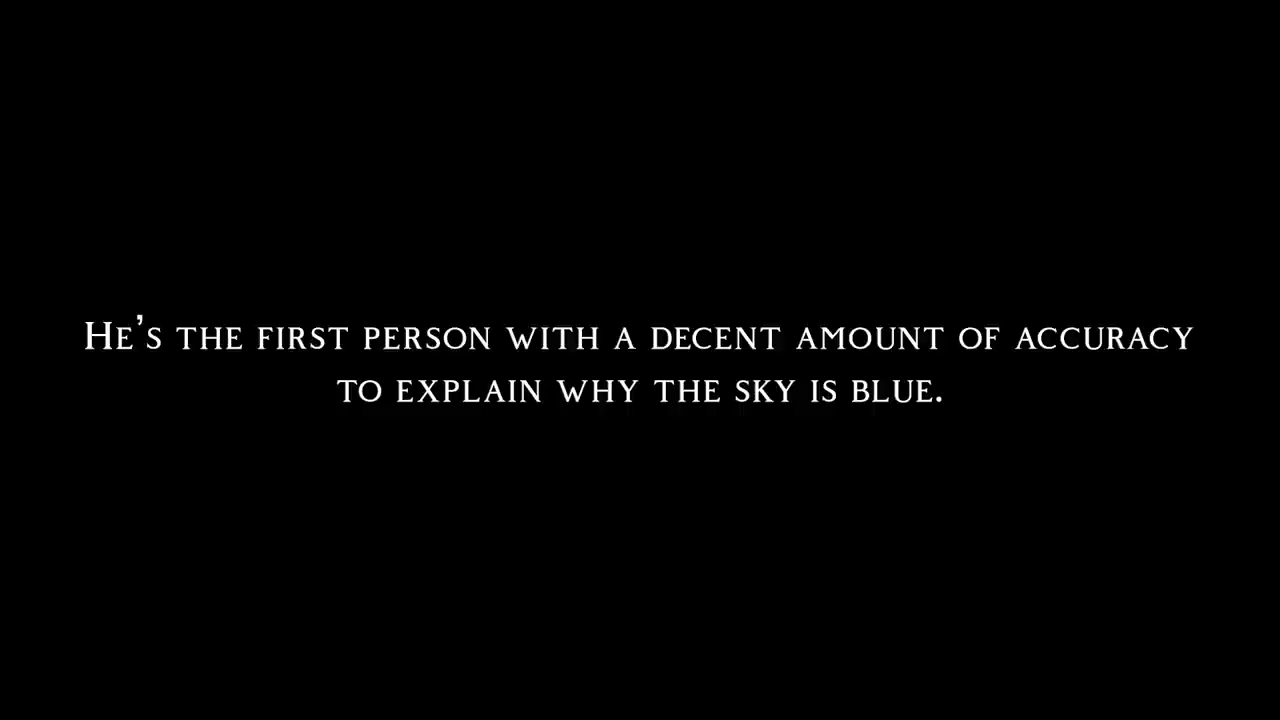 He's the first person with a decent amount of accuracy
to explain why the sky is blue.